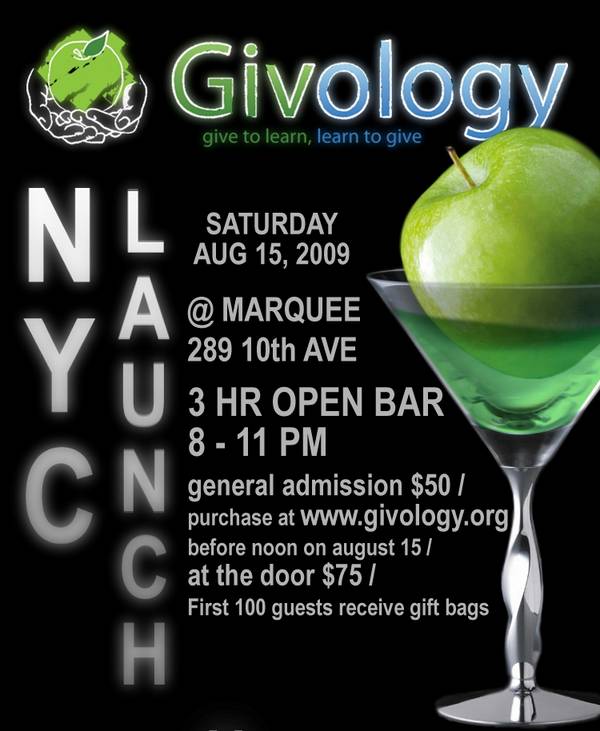 Givology
give to learn, learn to give
NYC
LAUNCH
SATURDAY
AUG 15, 2009
@ MARQUEE
289 10th AVE
3 HR OPEN BAR
8 - 11 PM
general admission $50 /
purchase at www.givology.org
before noon on august 15 /
at the door $75 /
First 100 guests receive gift bags